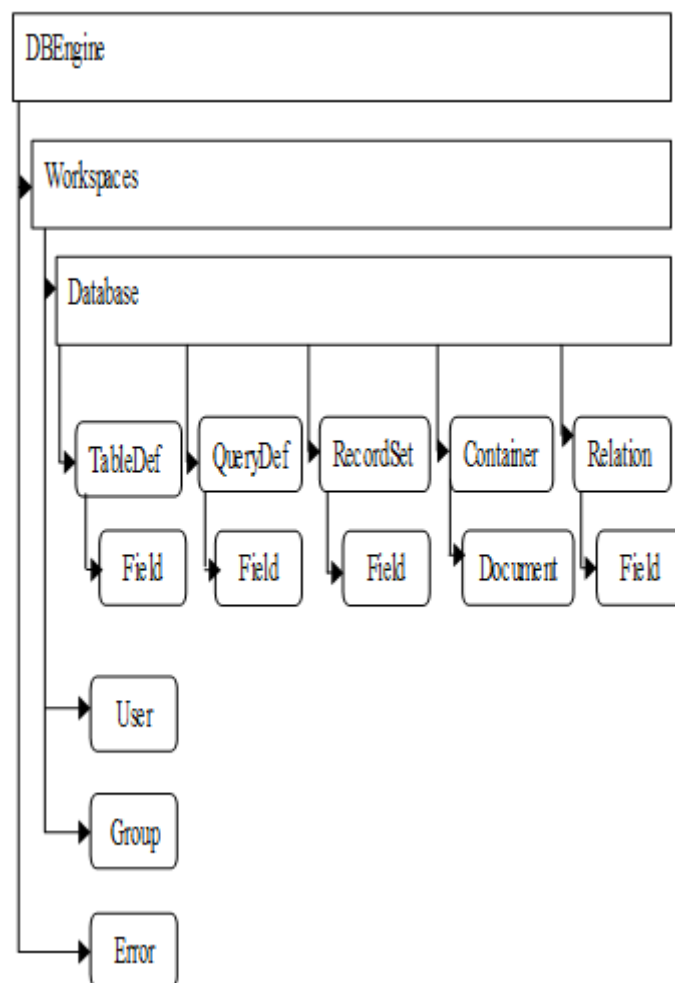 DBEngine
Workspaces
Database
TableDef
QueryDef
RecordSet
Container
Relation
Field
Field
Field
Document
Field
User
Group
Error